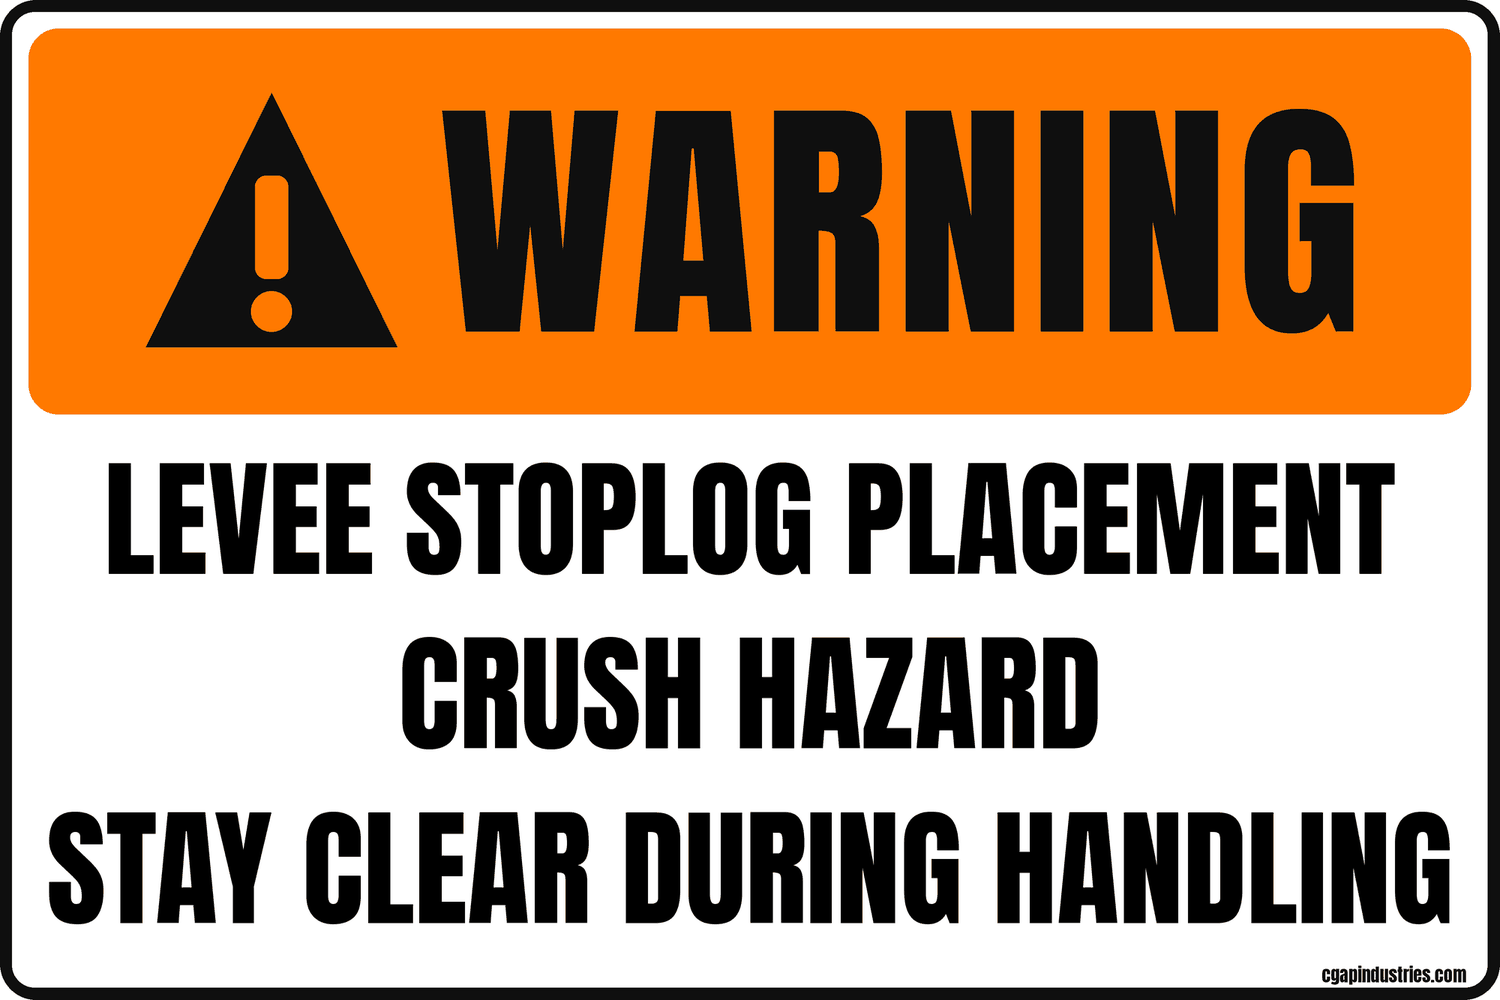 WARNING
LEVEE STOPLOG PLACEMENT
CRUSH HAZARD
STAY CLEAR DURING HANDLING
cgapindustries.com